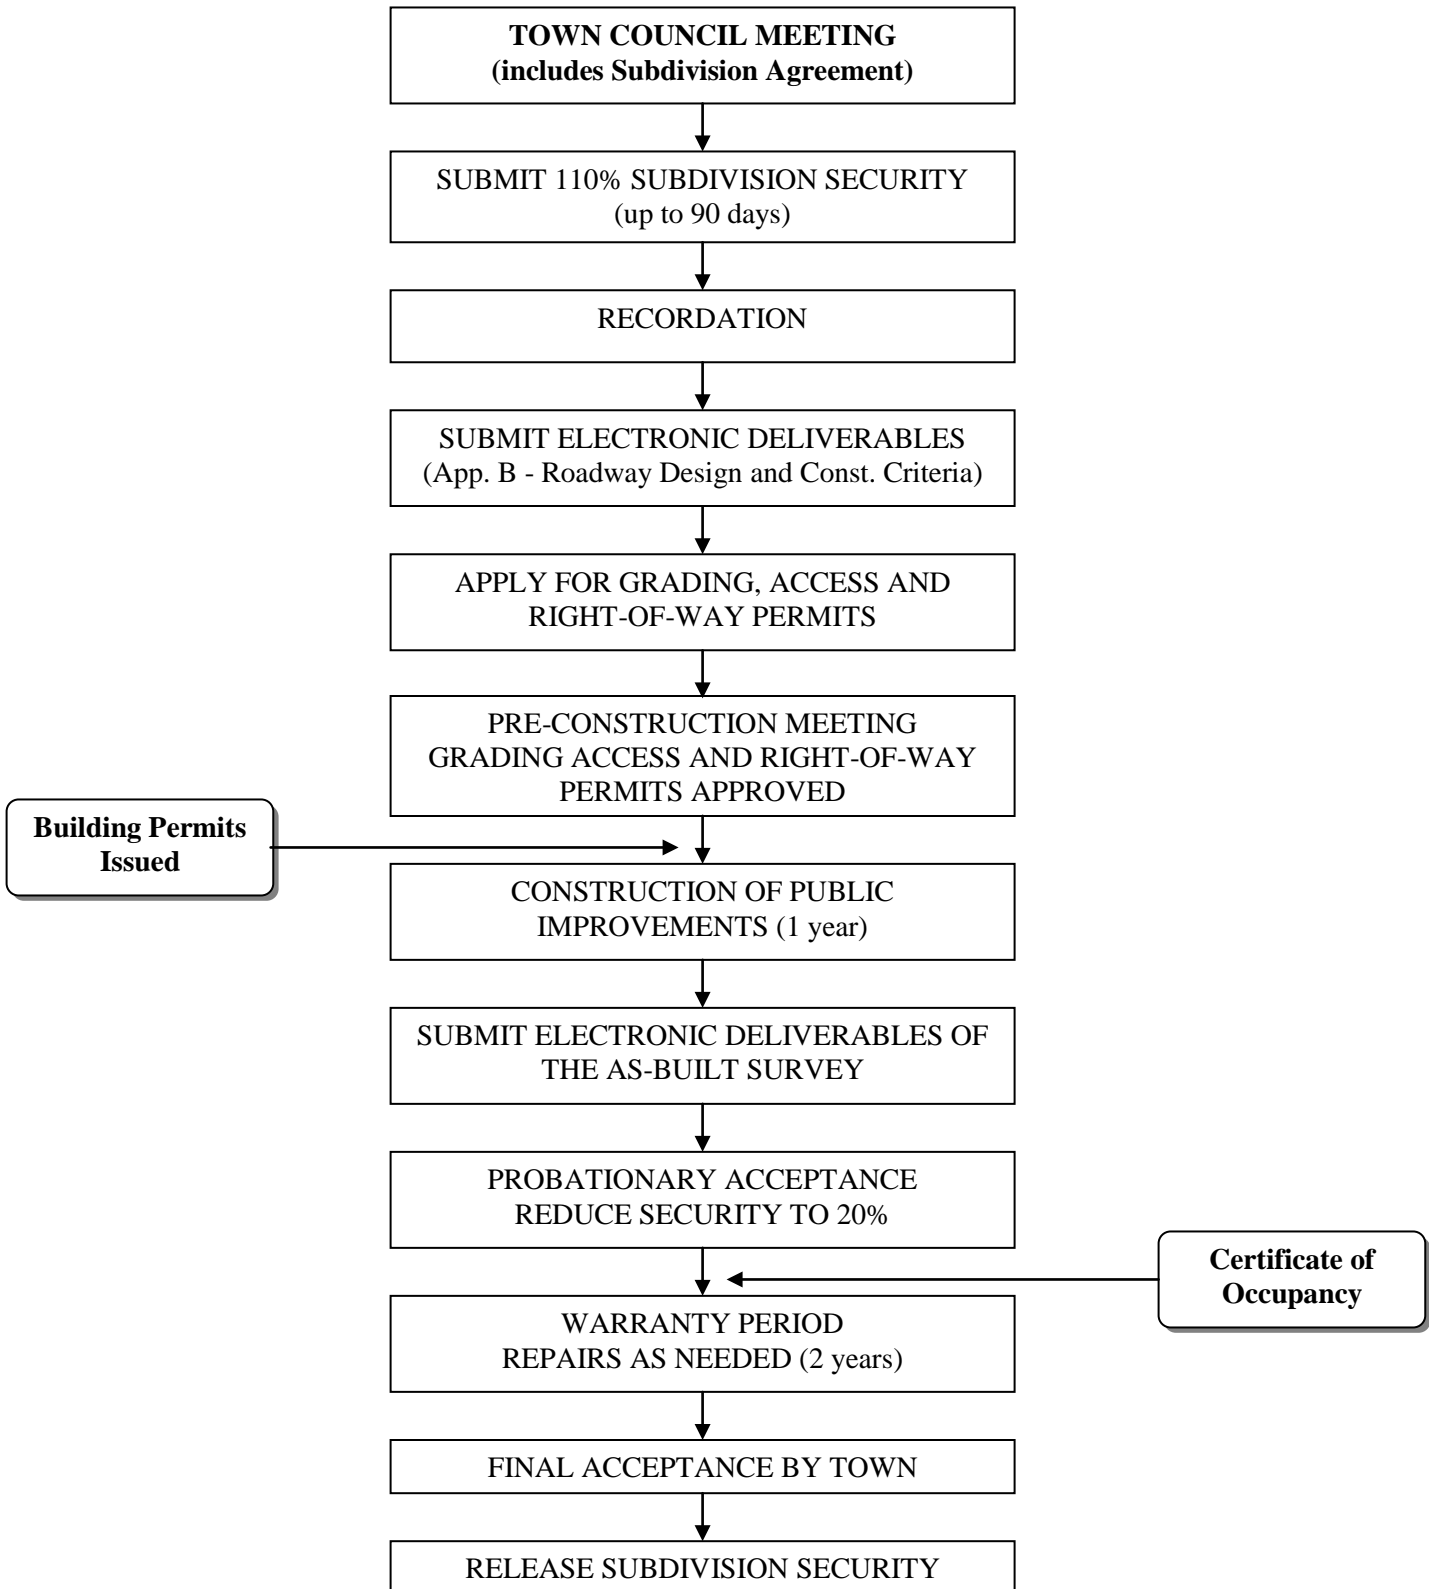 TOWN COUNCIL MEETING
(includes Subdivision Agreement)
SUBMIT 110% SUBDIVISION SECURITY
(up to 90 days)
RECORDATION
SUBMIT ELECTRONIC DELIVERABLES
(App. B - Roadway Design and Const. Criteria)
APPLY FOR GRADING, ACCESS AND
RIGHT-OF-WAY PERMITS
PRE-CONSTRUCTION MEETING
GRADING ACCESS AND RIGHT-OF-WAY
PERMITS APPROVED
Building Permits
Issued
CONSTRUCTION OF PUBLIC
IMPROVEMENTS (1 year)
SUBMIT ELECTRONIC DELIVERABLES OF
THE AS-BUILT SURVEY
PROBATIONARY ACCEPTANCE
REDUCE SECURITY TO 20%
Certificate of
Occupancy
WARRANTY PERIOD
REPAIRS AS NEEDED (2 years)
FINAL ACCEPTANCE BY TOWN
RELEASE SUBDIVISION SECURITY